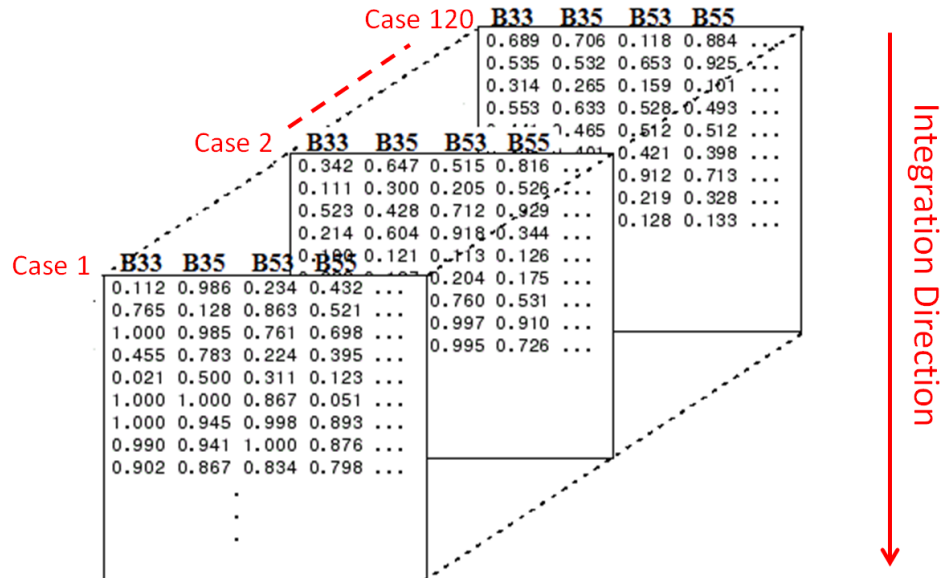 Case 120
B33 B35 B53 B55
0.689 0.706 0.118 0.884 ...
0.535 0.532 0.653 0.925 ...
0.314 0.265 0.159 0.101 ...
0.553 0.633 0.528 0.493 ...
0.465 0.512 0.512 ...
0.421 0.398 ...
0.912 0.713 ...
0.219 0.328 ...
0.128 0.133 ...
Case 2
B33 B35 B53 B55
0.342 0.647 0.515 0.816 ...
0.111 0.300 0.205 0.526 ...
0.523 0.428 0.712 0.929 ...
0.214 0.604 0.918 0.344 ...
0.121 0.113 0.126 ...
0.204 0.175 ...
0.760 0.531 ...
0.997 0.910 ...
0.995 0.726 ...
Case 1
B33 B35 B53 B55
0.112 0.986 0.234 0.432 ...
0.765 0.128 0.863 0.521 ...
1.000 0.985 0.761 0.698 ...
0.455 0.783 0.224 0.395 ...
0.021 0.500 0.311 0.123 ...
1.000 1.000 0.867 0.051 ...
1.000 0.945 0.998 0.893 ...
0.990 0.941 1.000 0.876 ...
0.902 0.867 0.834 0.798 ...
Integration Direction